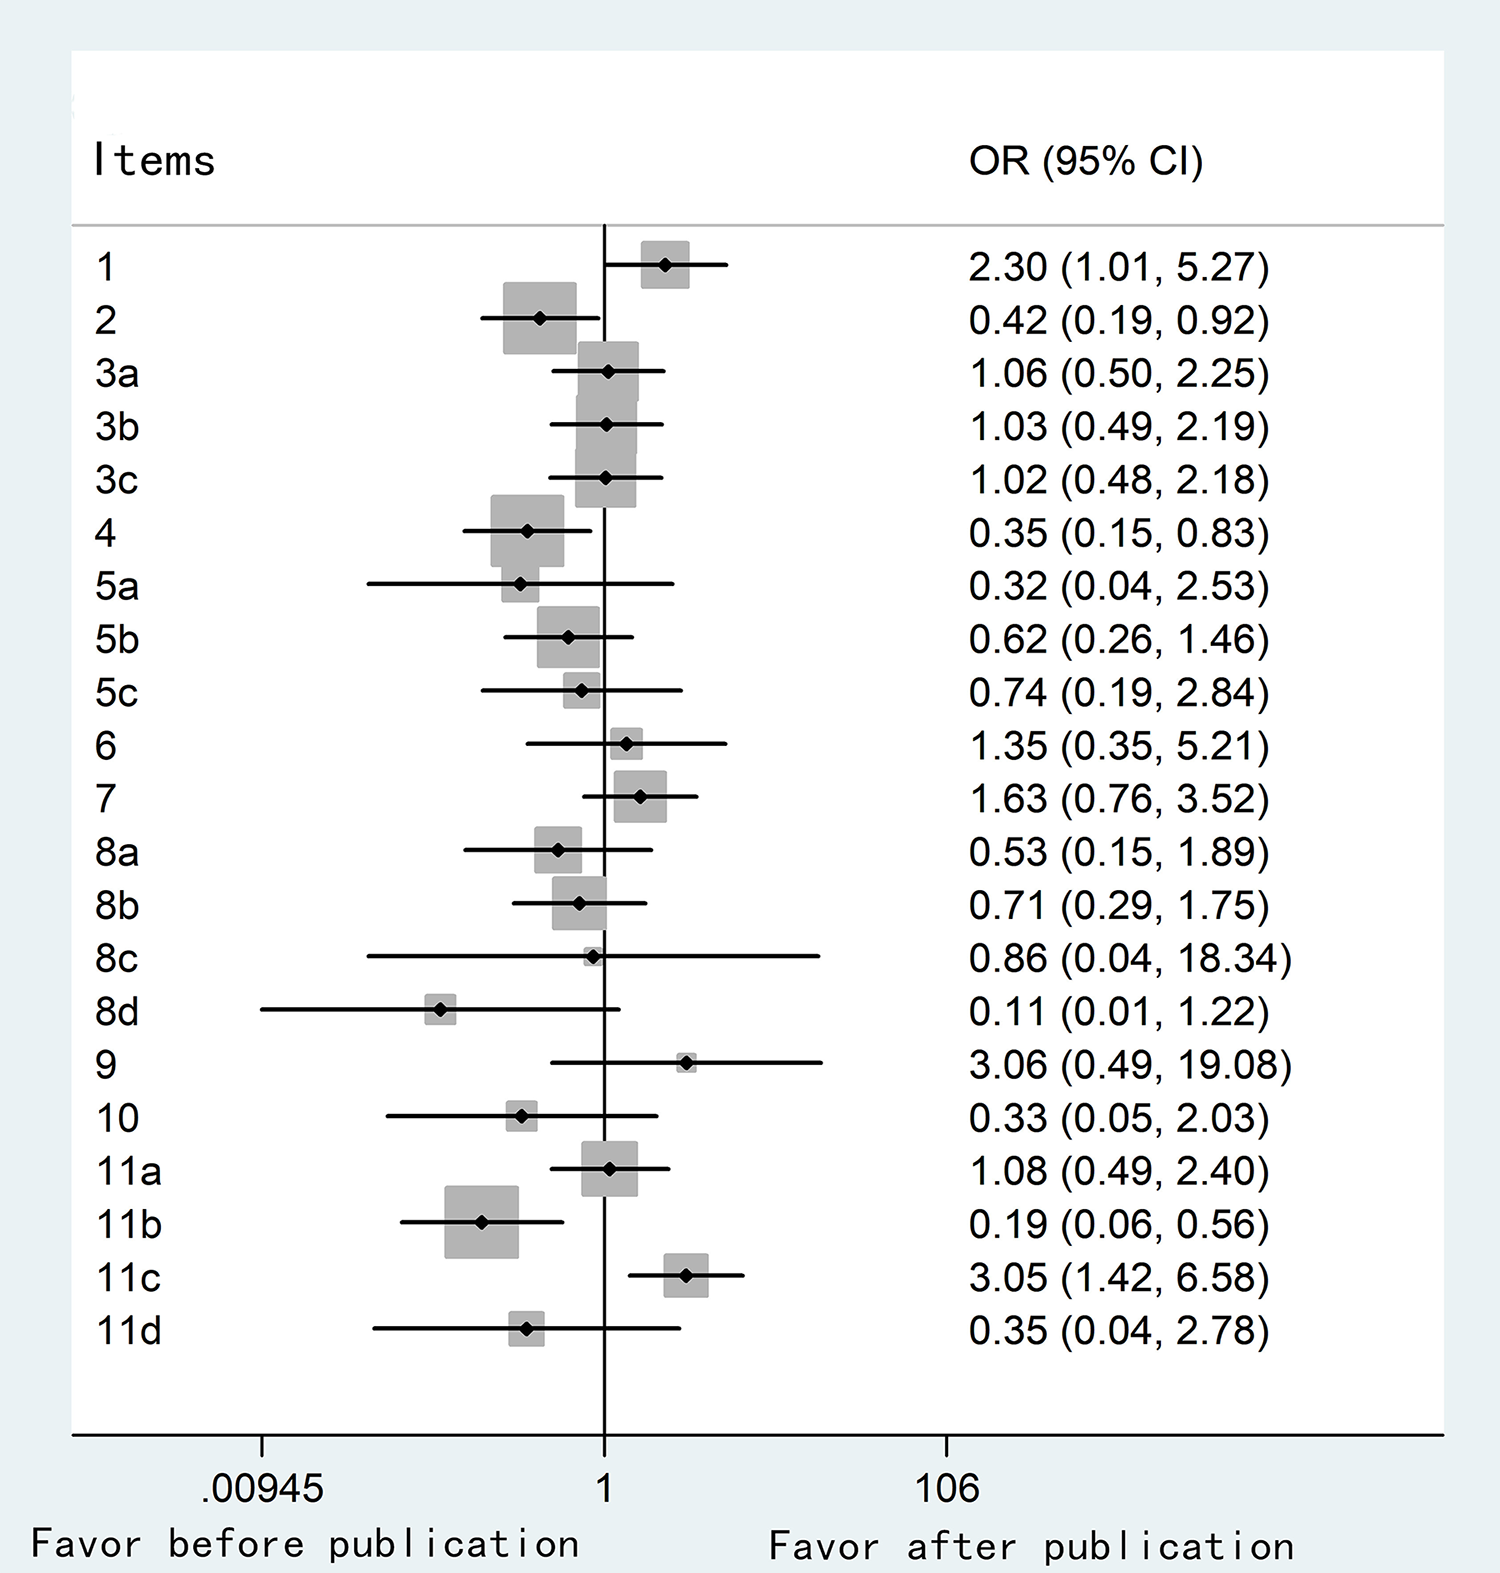 Items OR (95% CI)
1 2.30 (1.01, 5.27)
2 0.42 (0.19, 0.92)
3a 1.06 (0.50, 2.25)
3b 1.03 (0.49, 2.19)
3c 1.02 (0.48, 2.18)
4 0.35 (0.15, 0.83)
5a 0.32 (0.04, 2.53)
5b 0.62 (0.26, 1.46)
5c 0.74 (0.19, 2.84)
6 1.35 (0.35, 5.21)
7 1.63 (0.76, 3.52)
8a 0.53 (0.15, 1.89)
8b 0.71 (0.29, 1.75)
8c 0.86 (0.04, 18.34)
8d 0.11 (0.01, 1.22)
9 3.06 (0.49, 19.08)
10 0.33 (0.05, 2.03)
11a 1.08 (0.49, 2.40)
11b 0.19 (0.06, 0.56)
11c 3.05 (1.42, 6.58)
11d 0.35 (0.04, 2.78)
.00945 1 106
Favor before publication Favor after publication